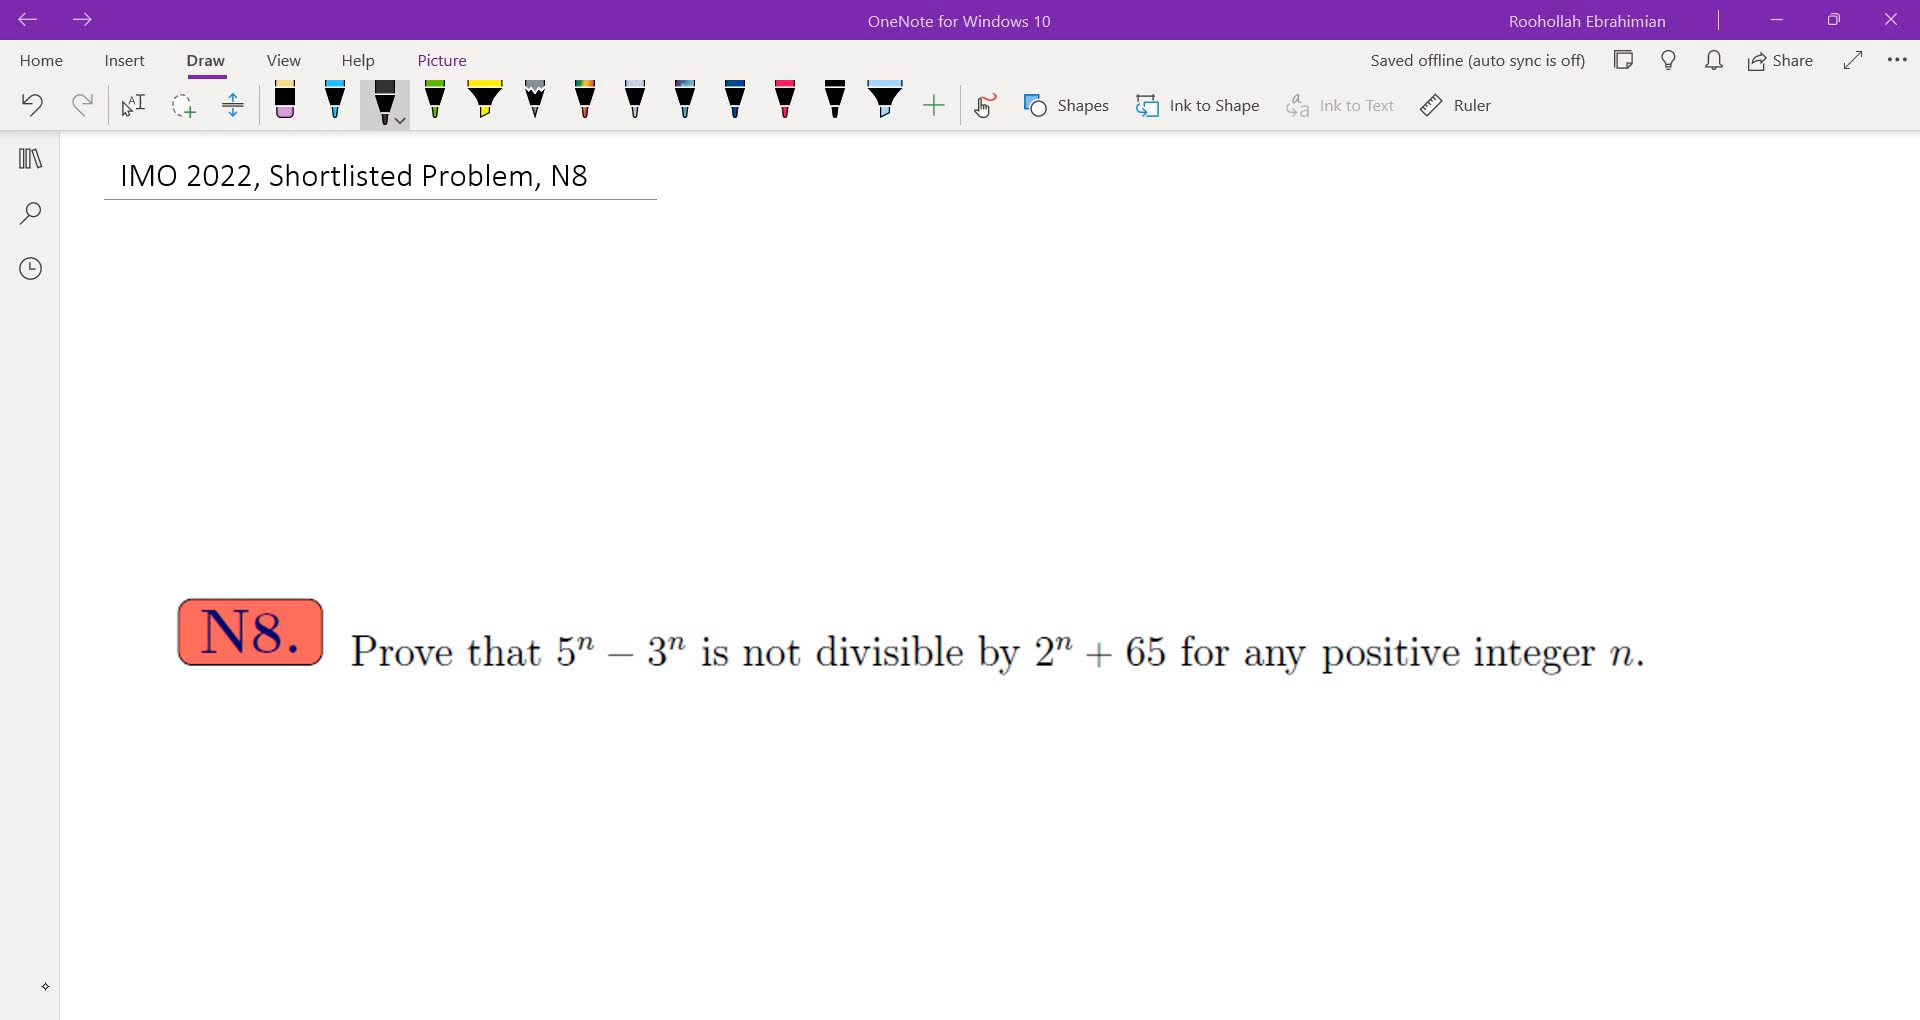 OneNote for Windows 10
Roohollah Ebrahimian
Home Insert Draw View Help Picture
Saved offline (auto sync is off) Share
Shapes Ink to Shape Ink to Text Ruler
IMO 2022, Shortlisted Problem, N8
N8. Prove that 5ⁿ − 3ⁿ is not divisible by 2ⁿ + 65 for any positive integer n.